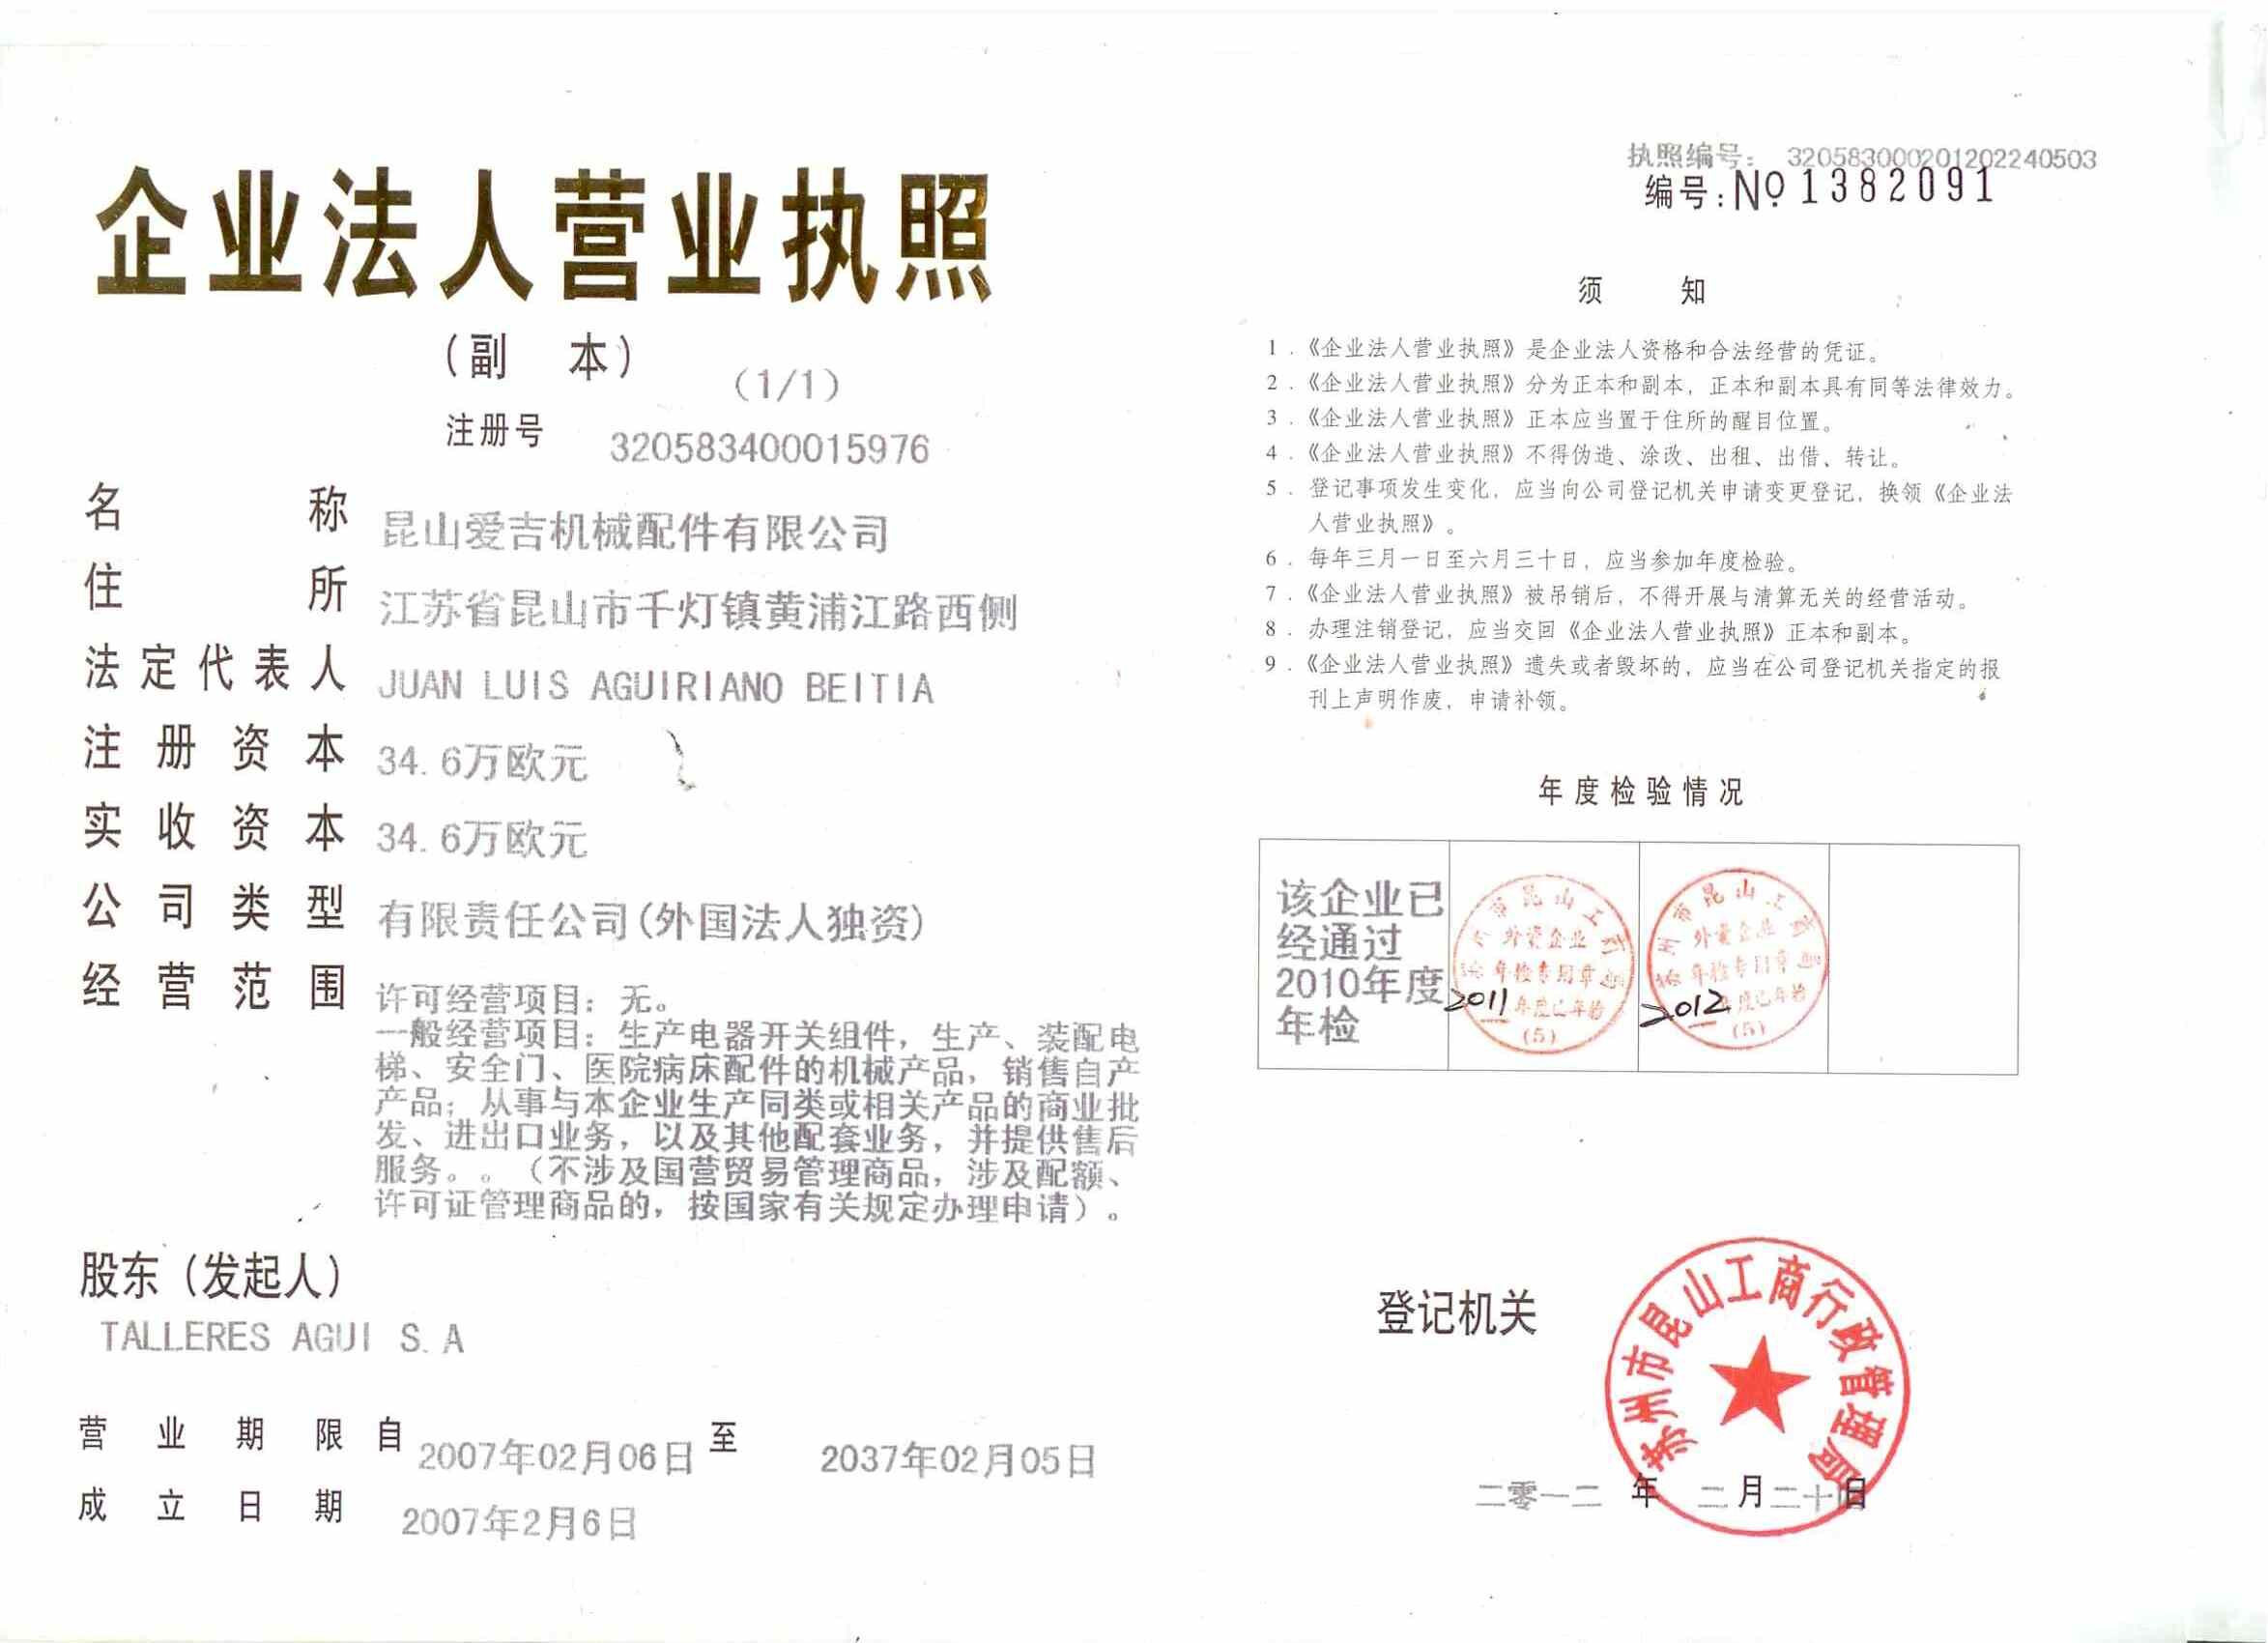 企业法人营业执照
(副 本)
(1/1)
注册号 320583400015976
名称 昆山爱吉机械配件有限公司
住所 江苏省昆山市千灯镇黄浦江路西侧
法定代表人 JUAN LUIS AGUIRIANO BEITIA
注册资本 34.6万欧元
实收资本 34.6万欧元
公司类型 有限责任公司(外国法人独资)
经营范围 许可经营项目：无。
一般经营项目：生产电器开关组件，生产、装配电
梯、安全门、医院病床配件的机械产品，销售自产
产品；从事与本企业生产同类或相关产品的商业批
发、进出口业务，以及其他配套业务，并提供售后
服务。。（不涉及国营贸易管理商品，涉及配额、
许可证管理商品的，按国家有关规定办理申请）。
股东（发起人）
TALLERES AGUI S.A
营业期限自 2007年02月06日 至 2037年02月05日
成立日期 2007年2月6日
执照编号： 320583000201202240503
编号:No 1382091
须 知
1.《企业法人营业执照》是企业法人资格和合法经营的凭证。
2.《企业法人营业执照》分为正本和副本，正本和副本具有同等法律效力。
3.《企业法人营业执照》正本应当置于住所的醒目位置。
4.《企业法人营业执照》不得伪造、涂改、出租、出借、转让。
5.登记事项发生变化，应当向公司登记机关申请变更登记，换领《企业法
人营业执照》。
6.每年三月一日至六月三十日，应当参加年度检验。
7.《企业法人营业执照》被吊销后，不得开展与清算无关的经营活动。
8.办理注销登记，应当交回《企业法人营业执照》正本和副本。
9.《企业法人营业执照》遗失或者毁坏的，应当在公司登记机关指定的报
刊上声明作废，申请补领。
年度检验情况
该企业已
经通过
2010年度
年检
市昆山工商
外资企业
年检专用章
2011 年度已年检
(5)
州市昆山工商局
外资企业
年检专用章
2012 年度已年检
(5)
登记机关
苏州市昆山工商行政管理局
二零一二 年 二 月 二十 日